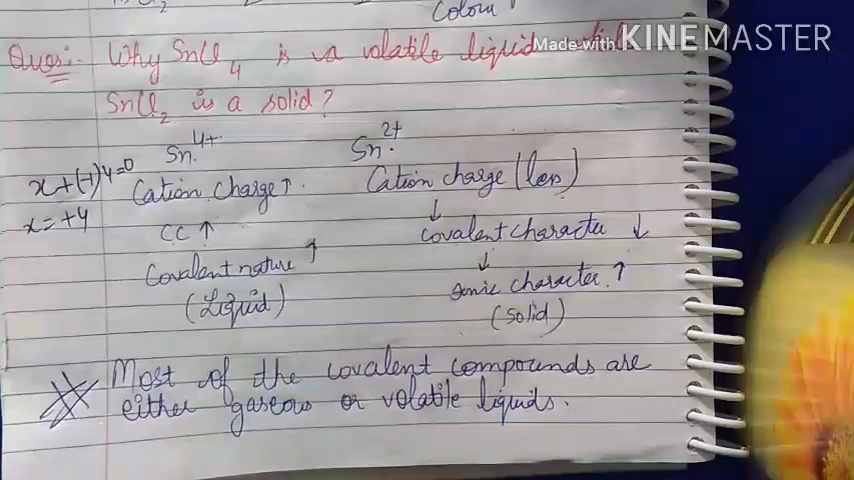 Colour
Ques:- Why SnCl4 is a volatile liquid
Made with KINEMASTER
SnCl2 is a solid?
Sn4+ Sn2+
x+(-1)4=0 Cation Charge↑ Cation charge (less)
x=+4 CC↑ ↓ covalent character ↓
Covalent nature ↑ ↓ Ionic character ↑
(Liquid) (solid)
Most of the covalent compounds are
either gaseous or volatile liquids.